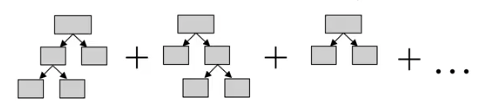 + + + ...